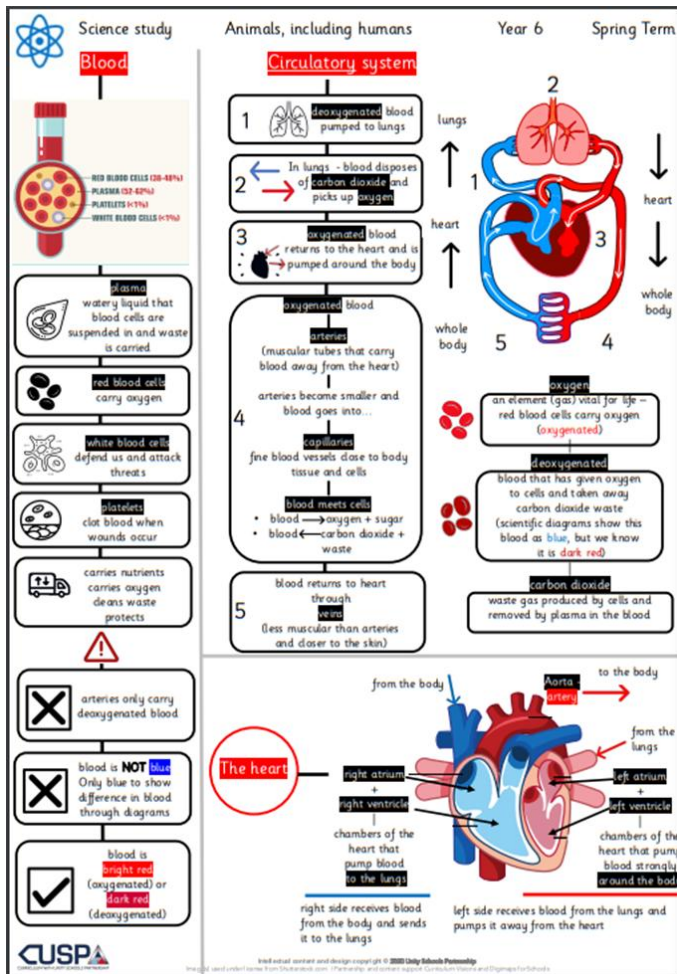 Science study
Animals, including humans
Year 6
Spring Term
Blood
RED BLOOD CELLS (38-48%)
PLASMA (52-62%)
PLATELETS (<1%)
WHITE BLOOD CELLS (<1%)
plasma
watery liquid that
blood cells are
suspended in and waste
is carried
red blood cells
carry oxygen
white blood cells
defend us and attack
threats
platelets
clot blood when
wounds occur
carries nutrients
carries oxygen
cleans waste
protects
arteries only carry
deoxygenated blood
blood is NOT blue
Only blue to show
difference in blood
through diagrams
blood is
bright red
(oxygenated) or
dark red
(deoxygenated)
CUSPA
CURRICULUM WITH UNITY SCHOOLS PARTNERSHIP
Circulatory system
1
deoxygenated blood
pumped to lungs
2
In lungs - blood disposes
of carbon dioxide and
picks up oxygen
3
oxygenated blood
returns to the heart and is
pumped around the body
4
oxygenated blood
arteries
(muscular tubes that carry
blood away from the heart)
arteries become smaller and
blood goes into...
capillaries
fine blood vessels close to body
tissue and cells
blood meets cells
• blood → oxygen + sugar
• blood ← carbon dioxide +
waste
5
blood returns to heart
through
veins
(less muscular than arteries
and closer to the skin)
lungs
heart
whole
body
1
2
3
4
5
heart
whole
body
oxygen
an element (gas) vital for life –
red blood cells carry oxygen
(oxygenated)
deoxygenated
blood that has given oxygen
to cells and taken away
carbon dioxide waste
(scientific diagrams show this
blood as blue, but we know
it is dark red)
carbon dioxide
waste gas produced by cells and
removed by plasma in the blood
The heart
from the body
Aorta -
artery
to the body
from the
lungs
right atrium
+
right ventricle
chambers of the
heart that
pump blood
to the lungs
left atrium
+
left ventricle
chambers of the
heart that pump
blood strongly
around the body
right side receives blood
from the body and sends
it to the lungs
left side receives blood from the lungs and
pumps it away from the heart
Intellectual content and design copyright © 2020 Unity Schools Partnership